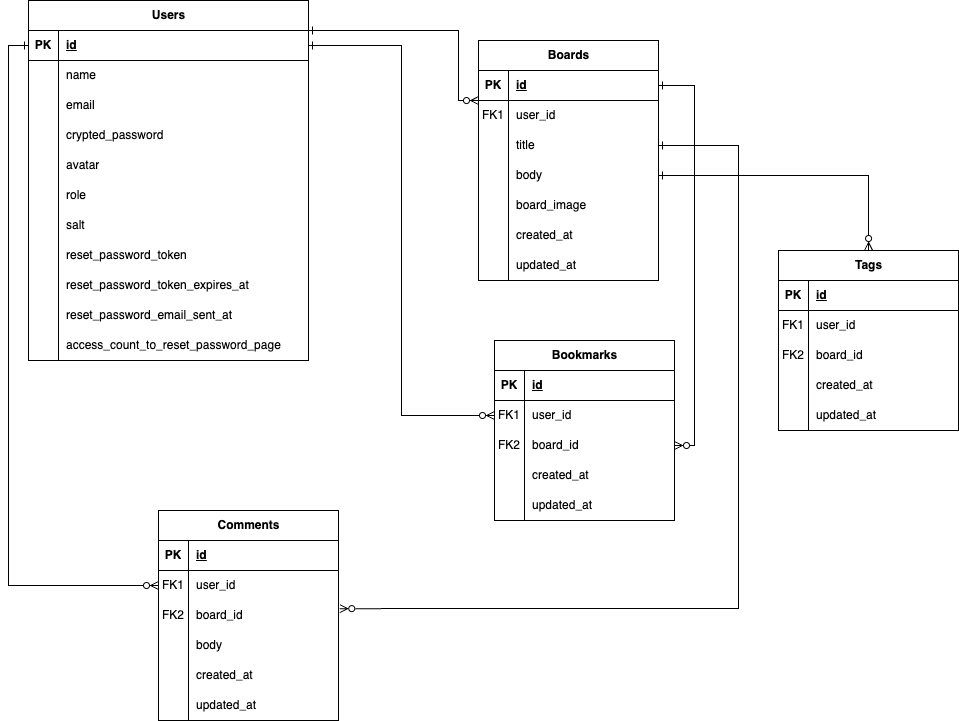 Users
PK id
name
email
crypted_password
avatar
role
salt
reset_password_token
reset_password_token_expires_at
reset_password_email_sent_at
access_count_to_reset_password_page
Boards
PK id
FK1 user_id
title
body
board_image
created_at
updated_at
Tags
PK id
FK1 user_id
FK2 board_id
created_at
updated_at
Bookmarks
PK id
FK1 user_id
FK2 board_id
created_at
updated_at
Comments
PK id
FK1 user_id
FK2 board_id
body
created_at
updated_at